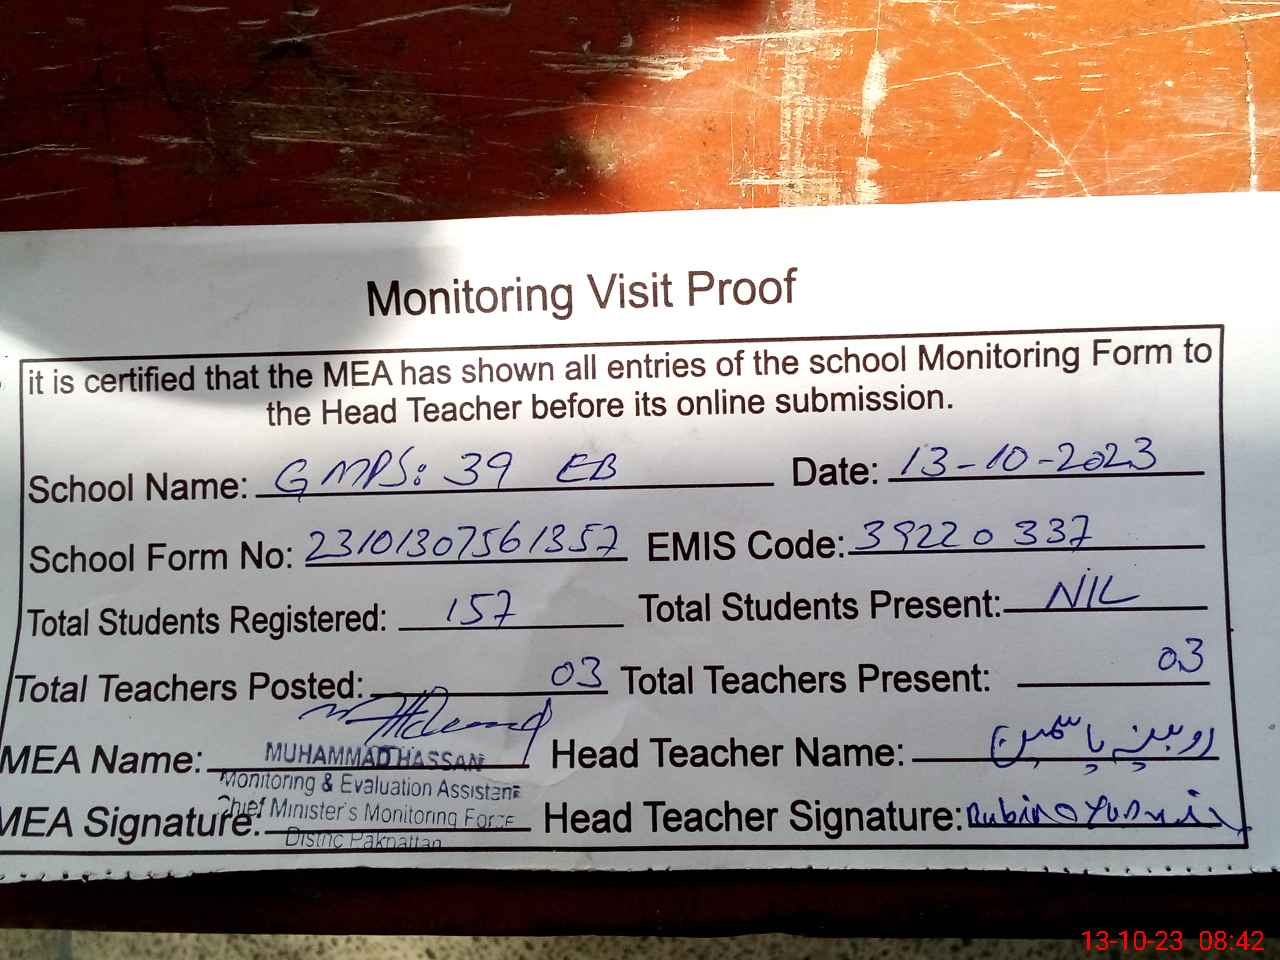 Monitoring Visit Proof
it is certified that the MEA has shown all entries of the school Monitoring Form to
the Head Teacher before its online submission.
School Name: GMPS: 39 EB Date: 13-10-2023
School Form No: 23101307561357 EMIS Code: 39220337
Total Students Registered: 157 Total Students Present: NIL
Total Teachers Posted: 03 Total Teachers Present: 03
MEA Name: MUHAMMAD HASSAN Head Teacher Name: روبینہ یاسمین
Monitoring & Evaluation Assistant
MEA Signature: Chief Minister's Monitoring Force Head Teacher Signature: Rubina
Distric Pakpattan
13-10-23 08:42